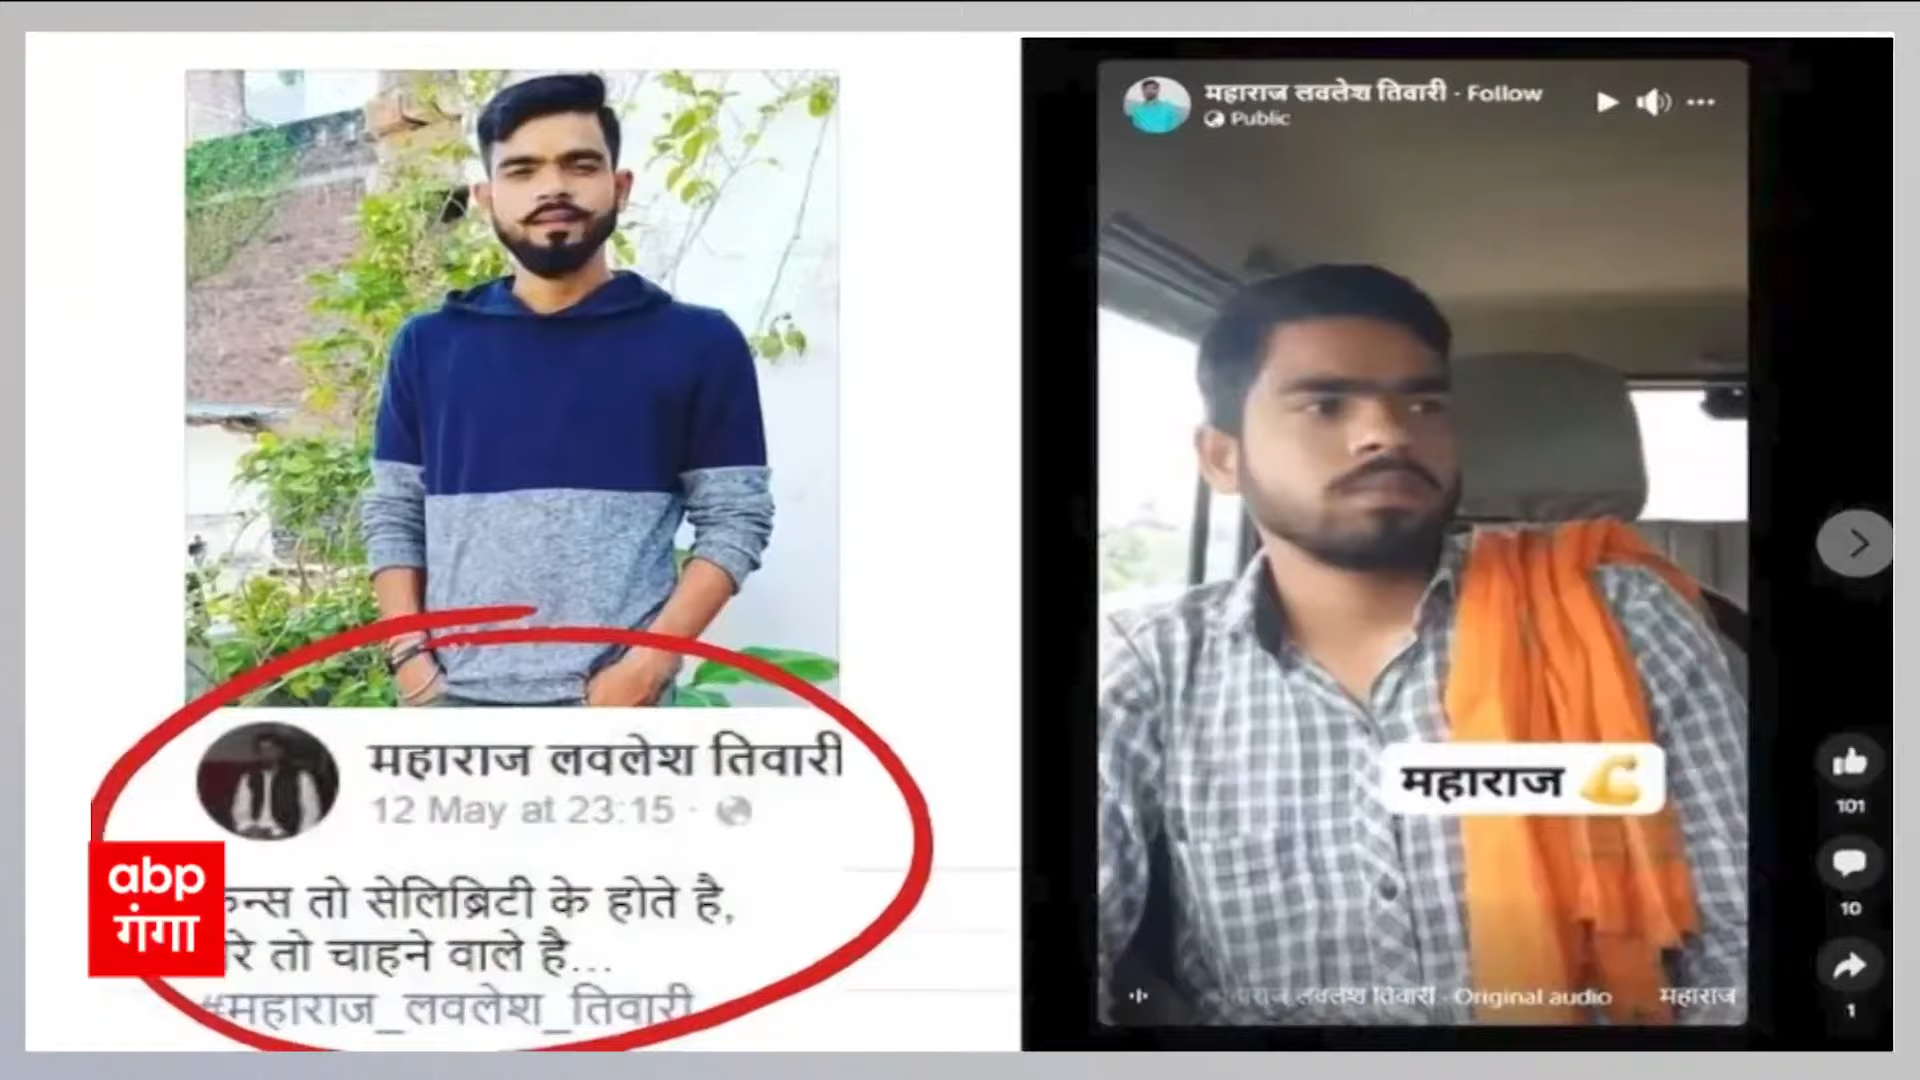 महाराज लवलेश तिवारी
12 May at 23:15 ·
तो सेलिब्रिटी के होते है,
तो चाहने वाले है...
#महाराज_लवलेश_तिवारी
abp
गंगा
महाराज लवलेश तिवारी · Follow
Public
महाराज
लवलेश तिवारी · Original audio
महाराज
101
10
1